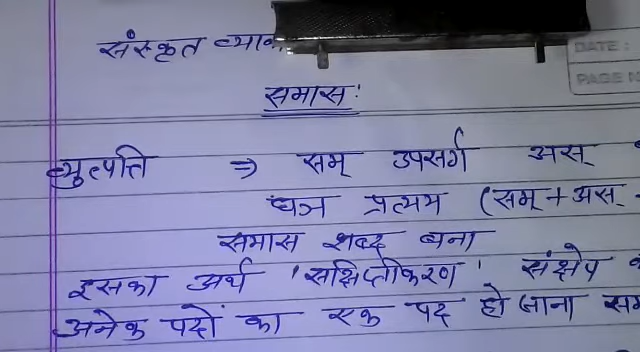 संस्कृत व्याक
DATE :
PAGE N
समासः
व्युत्पत्ति ⇒ सम् उपसर्ग अस्
घञ प्रत्यय (सम् + अस्
समास शब्द बना
इसका अर्थ 'संक्षिप्तीकरण' संक्षेप
अनेक पदों का एक पद हो जाना सम